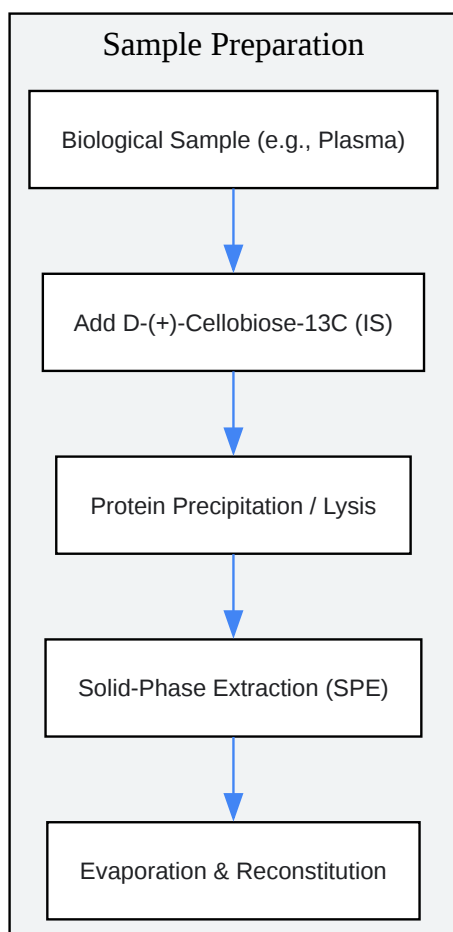 Sample Preparation
Biological Sample (e.g., Plasma)
Add D-(+)-Cellobiose-13C (IS)
Protein Precipitation / Lysis
Solid-Phase Extraction (SPE)
Evaporation & Reconstitution